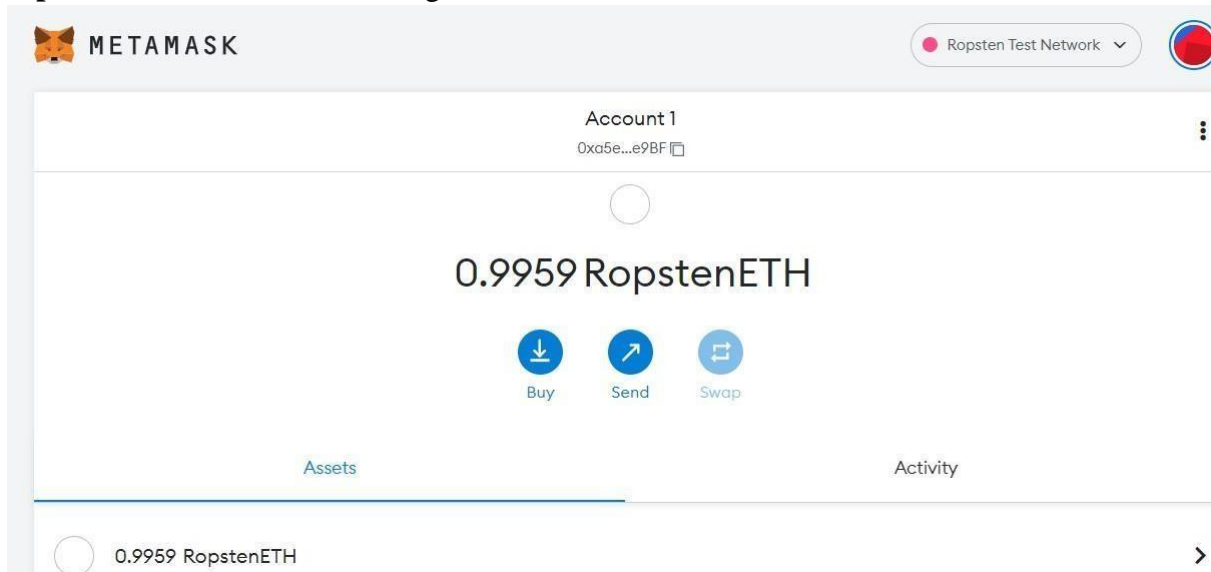 METAMASK
Ropsten Test Network
Account 1
0xa5e...e9BF
0.9959 RopstenETH
Buy Send Swap
Assets Activity
0.9959 RopstenETH